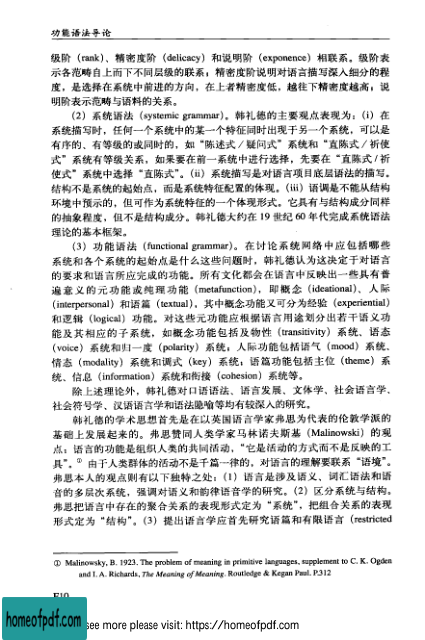 功能语法导论
级阶（rank）、精密度阶（delicacy）和说明阶（exponence）相联系。级阶表
示各范畴自上而下不同层级的联系；精密度阶说明对语言描写深入细分的程
度，是选择在系统中前进的方向，在上者精密度低，越往下精密度越高；说
明阶表示范畴与语料的关系。
（2）系统语法（systemic grammar）。韩礼德的主要观点表现为：（i）在
系统描写时，任何一个系统中的某一个特征同时出现于另一个系统，可以是
有序的、有等级的或同时的，如“陈述式／疑问式”系统和“直陈式／祈使
式”系统有等级关系，如果要在前一系统中进行选择，先要在“直陈式／祈
使式”系统中选择“直陈式”。（ii）系统描写是对语言项目底层语法的描写。
结构不是系统的起始点，而是系统特征配置的体现。（iii）语调是不能从结构
环境中预示的，但可作为系统特征的一个体现形式。它具有与结构成分同样
的抽象程度，但不是结构成分。韩礼德大约在 19 世纪 60 年代完成系统语法
理论的基本框架。
（3）功能语法（functional grammar）。在讨论系统网络中应包括哪些
系统和各个系统的起始点是什么这些问题时，韩礼德认为这决定于对语言
的要求和语言所应完成的功能。所有文化都会在语言中反映出一些具有普
遍意义的元功能或纯理功能（metafunction），即概念（ideational）、人际
（interpersonal）和语篇（textual），其中概念功能又可分为经验（experiential）
和逻辑（logical）功能。对这些元功能应根据语言用途划分出若干语义功
能及其相应的子系统，如概念功能包括及物性（transitivity）系统、语态
（voice）系统和归一度（polarity）系统；人际功能包括语气（mood）系统、
情态（modality）系统和调式（key）系统；语篇功能包括主位（theme）系
统、信息（information）系统和衔接（cohesion）系统等。
除上述理论外，韩礼德对口语语法、语言发展、文体学、社会语言学、
社会符号学、汉语语言学和语法隐喻等均有较深入的研究。
韩礼德的学术思想首先是在以英国语言学家弗思为代表的伦敦学派的
基础上发展起来的。弗思赞同人类学家马林诺夫斯基（Malinowski）的观
点：语言的功能是组织人类的共同活动，“它是活动的方式而不是反映的工
具”。① 由于人类群体的活动不是千篇一律的，对语言的理解要联系“语境”。
弗思本人的观点则有以下独特之处：（1）语言是涉及语义、词汇语法和语
音的多层次系统，强调对语义和韵律语音学的研究。（2）区分系统与结构。
弗思把语言中存在的聚合关系的表现形式定为“系统”，把组合关系的表现
形式定为“结构”。（3）提出语言学应首先研究语篇和有限语言（restricted
① Malinowsky, B. 1923. The problem of meaning in primitive languages, supplement to C. K. Ogden
and I. A. Richards, The Meaning of Meaning. Routledge & Kegan Paul. P.312
F10
homeofpdf.com
see more please visit: https://homeofpdf.com